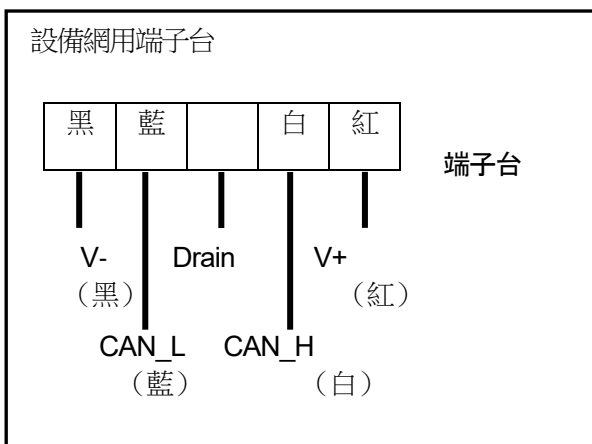 設備網用端子台
黑 藍 白 紅
端子台
V- Drain V+
（黑） （紅）
CAN_L CAN_H
（藍） （白）